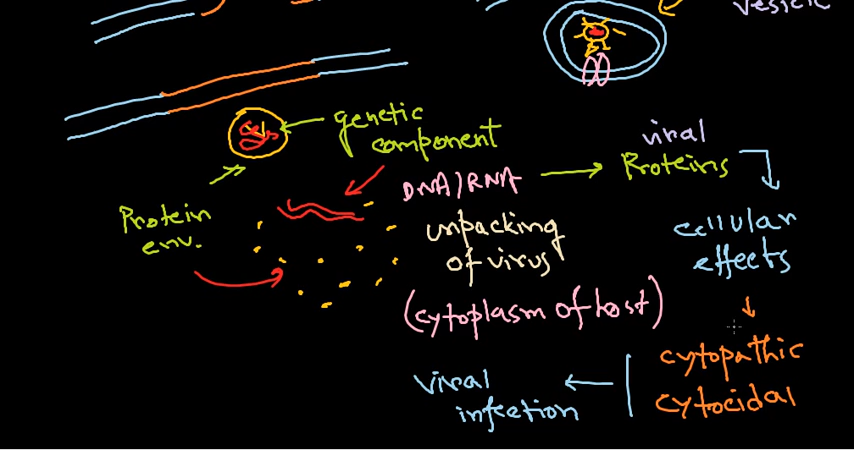 vesicle
genetic
component
viral
Proteins
DNA/RNA
Protein
env.
unpacking
of virus
cellular
effects
(cytoplasm of host)
cytopathic
cytocidal
viral
infection